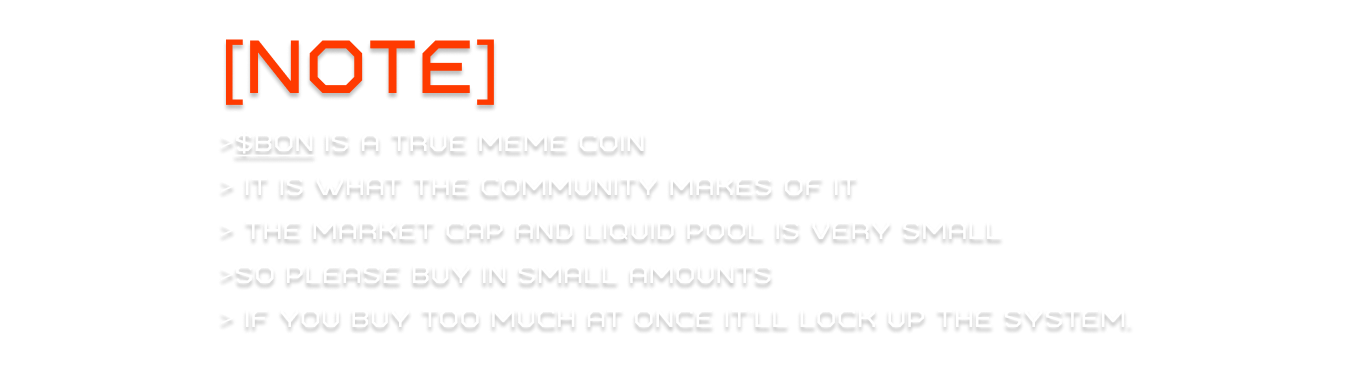 [NOTE]
>$BON IS A TRUE MEME COIN
> IT IS WHAT THE COMMUNITY MAKES OF IT
> THE MARKET CAP AND LIQUID POOL IS VERY SMALL
>SO PLEASE BUY IN SMALL AMOUNTS
> IF YOU BUY TOO MUCH AT ONCE IT'LL LOCK UP THE SYSTEM.